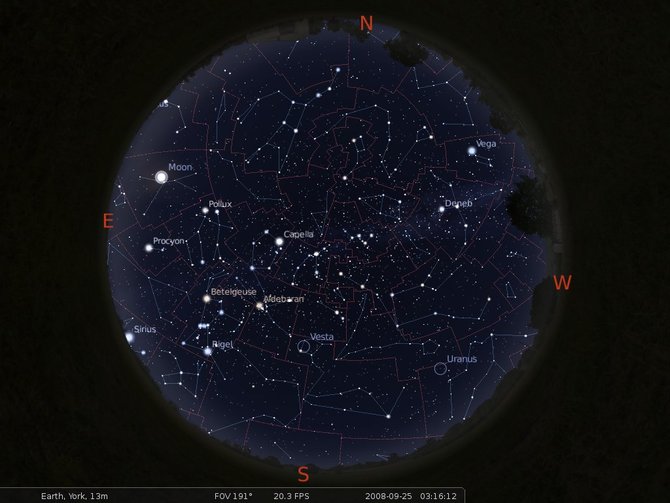 N
Moon
Vega
Pollux
Deneb
E
Capella
Procyon
W
Betelgeuse
Aldebaran
Sirius
Vesta
Rigel
Uranus
S
Earth, York, 13m FOV 191° 20.3 FPS 2008-09-25 03:16:12